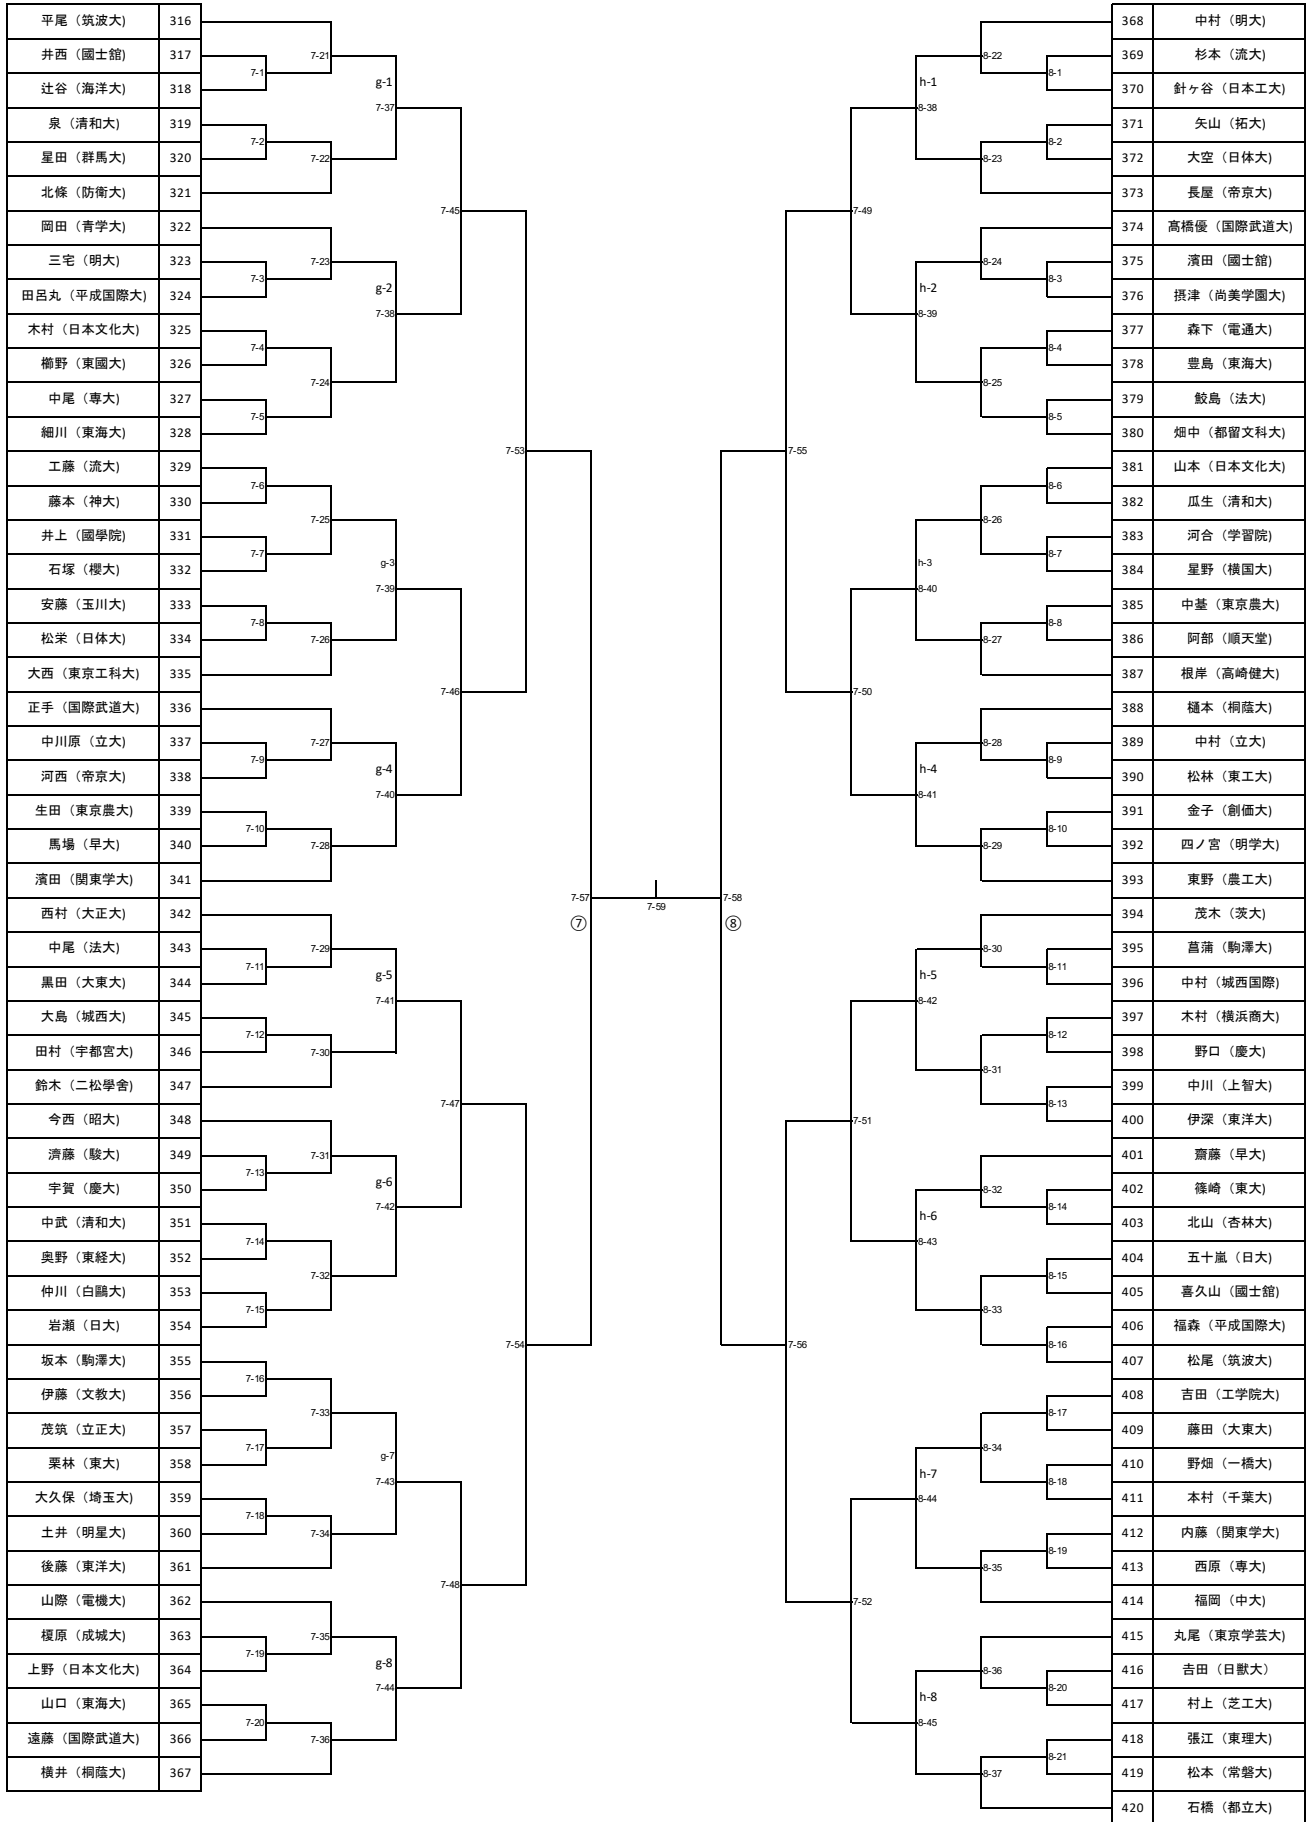 平尾（筑波大） 316
井西（國士舘） 317
辻谷（海洋大） 318
泉（清和大） 319
星田（群馬大） 320
北條（防衛大） 321
岡田（青学大） 322
三宅（明大） 323
田呂丸（平成国際大） 324
木村（日本文化大） 325
櫛野（東國大） 326
中尾（専大） 327
細川（東海大） 328
工藤（流大） 329
藤本（神大） 330
井上（國學院） 331
石塚（櫻大） 332
安藤（玉川大） 333
松栄（日体大） 334
大西（東京工科大） 335
正手（国際武道大） 336
中川原（立大） 337
河西（帝京大） 338
生田（東京農大） 339
馬場（早大） 340
濱田（関東学大） 341
西村（大正大） 342
中尾（法大） 343
黒田（大東大） 344
大島（城西大） 345
田村（宇都宮大） 346
鈴木（二松學舍） 347
今西（昭大） 348
濟藤（駿大） 349
宇賀（慶大） 350
中武（清和大） 351
奥野（東経大） 352
仲川（白鷗大） 353
岩瀬（日大） 354
坂本（駒澤大） 355
伊藤（文教大） 356
茂筑（立正大） 357
栗林（東大） 358
大久保（埼玉大） 359
土井（明星大） 360
後藤（東洋大） 361
山際（電機大） 362
榎原（成城大） 363
上野（日本文化大） 364
山口（東海大） 365
遠藤（国際武道大） 366
横井（桐蔭大） 367
7-1
7-2
7-3
7-4
7-5
7-6
7-7
7-8
7-9
7-10
7-11
7-12
7-13
7-14
7-15
7-16
7-17
7-18
7-19
7-20
7-21
7-22
7-23
7-24
7-25
7-26
7-27
7-28
7-29
7-30
7-31
7-32
7-33
7-34
7-35
7-36
g-1
7-37
g-2
7-38
g-3
7-39
g-4
7-40
g-5
7-41
g-6
7-42
g-7
7-43
g-8
7-44
7-45
7-46
7-47
7-48
7-53
7-54
7-57
⑦
7-59
7-58
⑧
7-55
7-56
7-49
7-50
7-51
7-52
h-1
8-38
h-2
8-39
h-3
8-40
h-4
8-41
h-5
8-42
h-6
8-43
h-7
8-44
h-8
8-45
8-22
8-23
8-24
8-25
8-26
8-27
8-28
8-29
8-30
8-31
8-32
8-33
8-34
8-35
8-36
8-37
8-1
8-2
8-3
8-4
8-5
8-6
8-7
8-8
8-9
8-10
8-11
8-12
8-13
8-14
8-15
8-16
8-17
8-18
8-19
8-20
8-21
368 中村（明大）
369 杉本（流大）
370 針ヶ谷（日本工大）
371 矢山（拓大）
372 大空（日体大）
373 長屋（帝京大）
374 髙橋優（国際武道大）
375 濱田（國士舘）
376 摂津（尚美学園大）
377 森下（電通大）
378 豊島（東海大）
379 鮫島（法大）
380 畑中（都留文科大）
381 山本（日本文化大）
382 瓜生（清和大）
383 河合（学習院）
384 星野（横国大）
385 中基（東京農大）
386 阿部（順天堂）
387 根岸（高崎健大）
388 樋本（桐蔭大）
389 中村（立大）
390 松林（東工大）
391 金子（創価大）
392 四ノ宮（明学大）
393 東野（農工大）
394 茂木（茨大）
395 菖蒲（駒澤大）
396 中村（城西国際）
397 木村（横浜商大）
398 野口（慶大）
399 中川（上智大）
400 伊深（東洋大）
401 齋藤（早大）
402 篠崎（東大）
403 北山（杏林大）
404 五十嵐（日大）
405 喜久山（國士舘）
406 福森（平成国際大）
407 松尾（筑波大）
408 吉田（工学院大）
409 藤田（大東大）
410 野畑（一橋大）
411 本村（千葉大）
412 内藤（関東学大）
413 西原（専大）
414 福岡（中大）
415 丸尾（東京学芸大）
416 𠮷田（日獣大）
417 村上（芝工大）
418 張江（東理大）
419 松本（常磐大）
420 石橋（都立大）